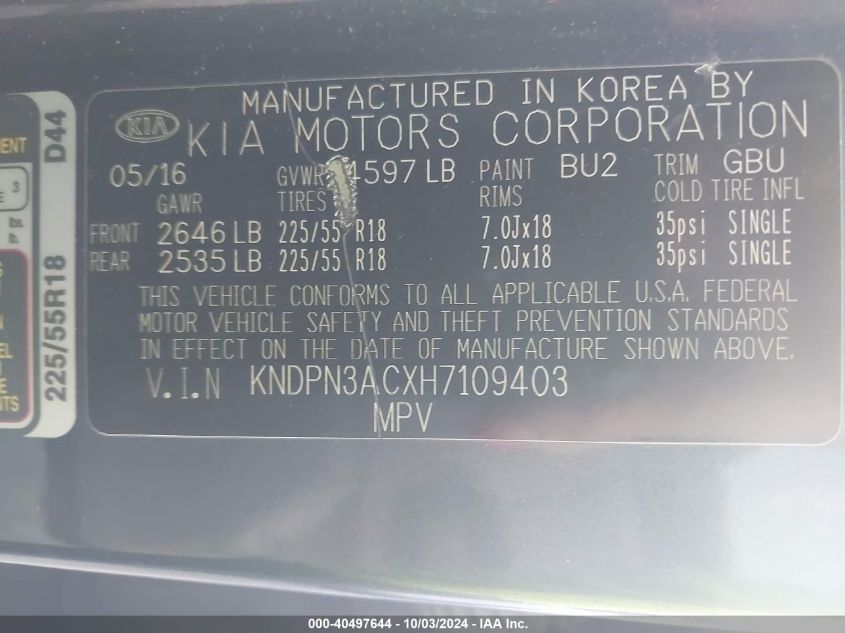 MANUFACTURED IN KOREA BY
KIA KIA MOTORS CORPORATION
05/16 GVWR 4597 LB PAINT BU2 TRIM GBU
GAWR TIRES RIMS COLD TIRE INFL
FRONT 2646 LB 225/55 R18 7.0Jx18 35psi SINGLE
REAR 2535 LB 225/55 R18 7.0Jx18 35psi SINGLE
THIS VEHICLE CONFORMS TO ALL APPLICABLE U.S.A. FEDERAL
MOTOR VEHICLE SAFETY AND THEFT PREVENTION STANDARDS
IN EFFECT ON THE DATE OF MANUFACTURE SHOWN ABOVE.
V.I.N KNDPN3ACXH7109403
MPV
225/55R18 D44
3
lbs.
lb.
000-40497644 - 10/03/2024 - IAA Inc.